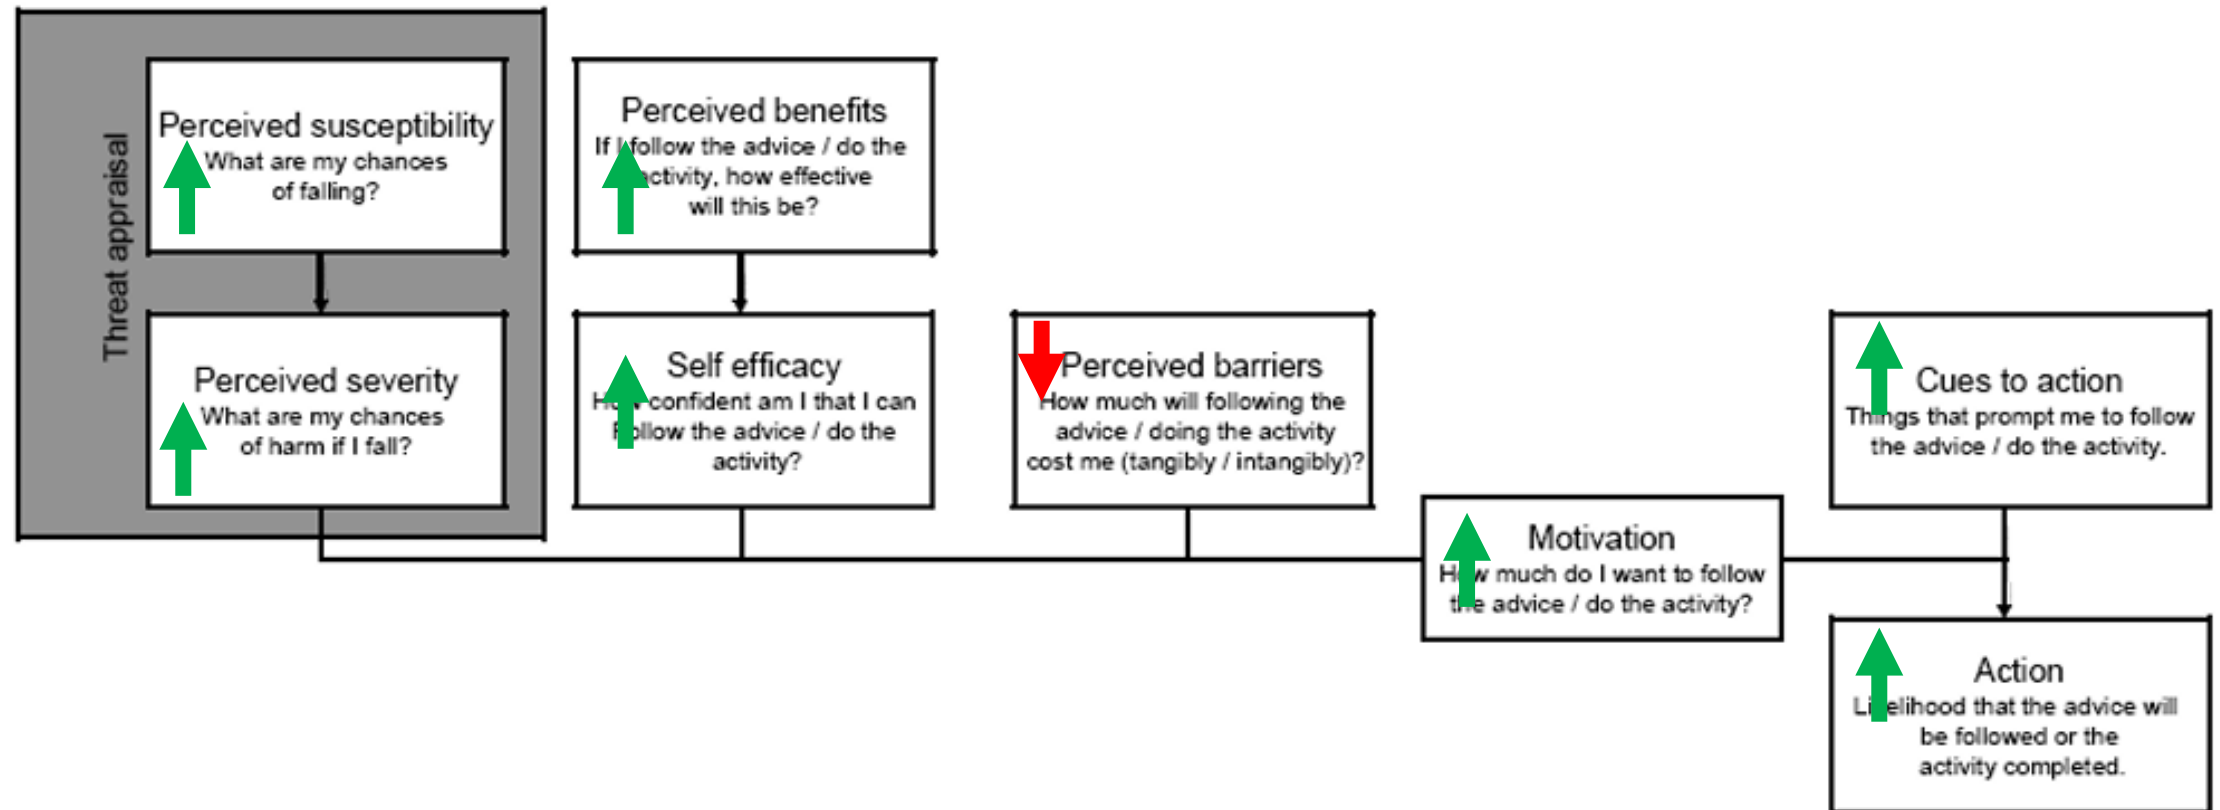 Threat appraisal
Perceived susceptibility
What are my chances
of falling?
Perceived severity
What are my chances
of harm if I fall?
Perceived benefits
If I follow the advice / do the
activity, how effective
will this be?
Self efficacy
How confident am I that I can
Follow the advice / do the
activity?
Perceived barriers
How much will following the
advice / doing the activity
cost me (tangibly / intangibly)?
Motivation
How much do I want to follow
the advice / do the activity?
Cues to action
Things that prompt me to follow
the advice / do the activity.
Action
Likelihood that the advice will
be followed or the
activity completed.